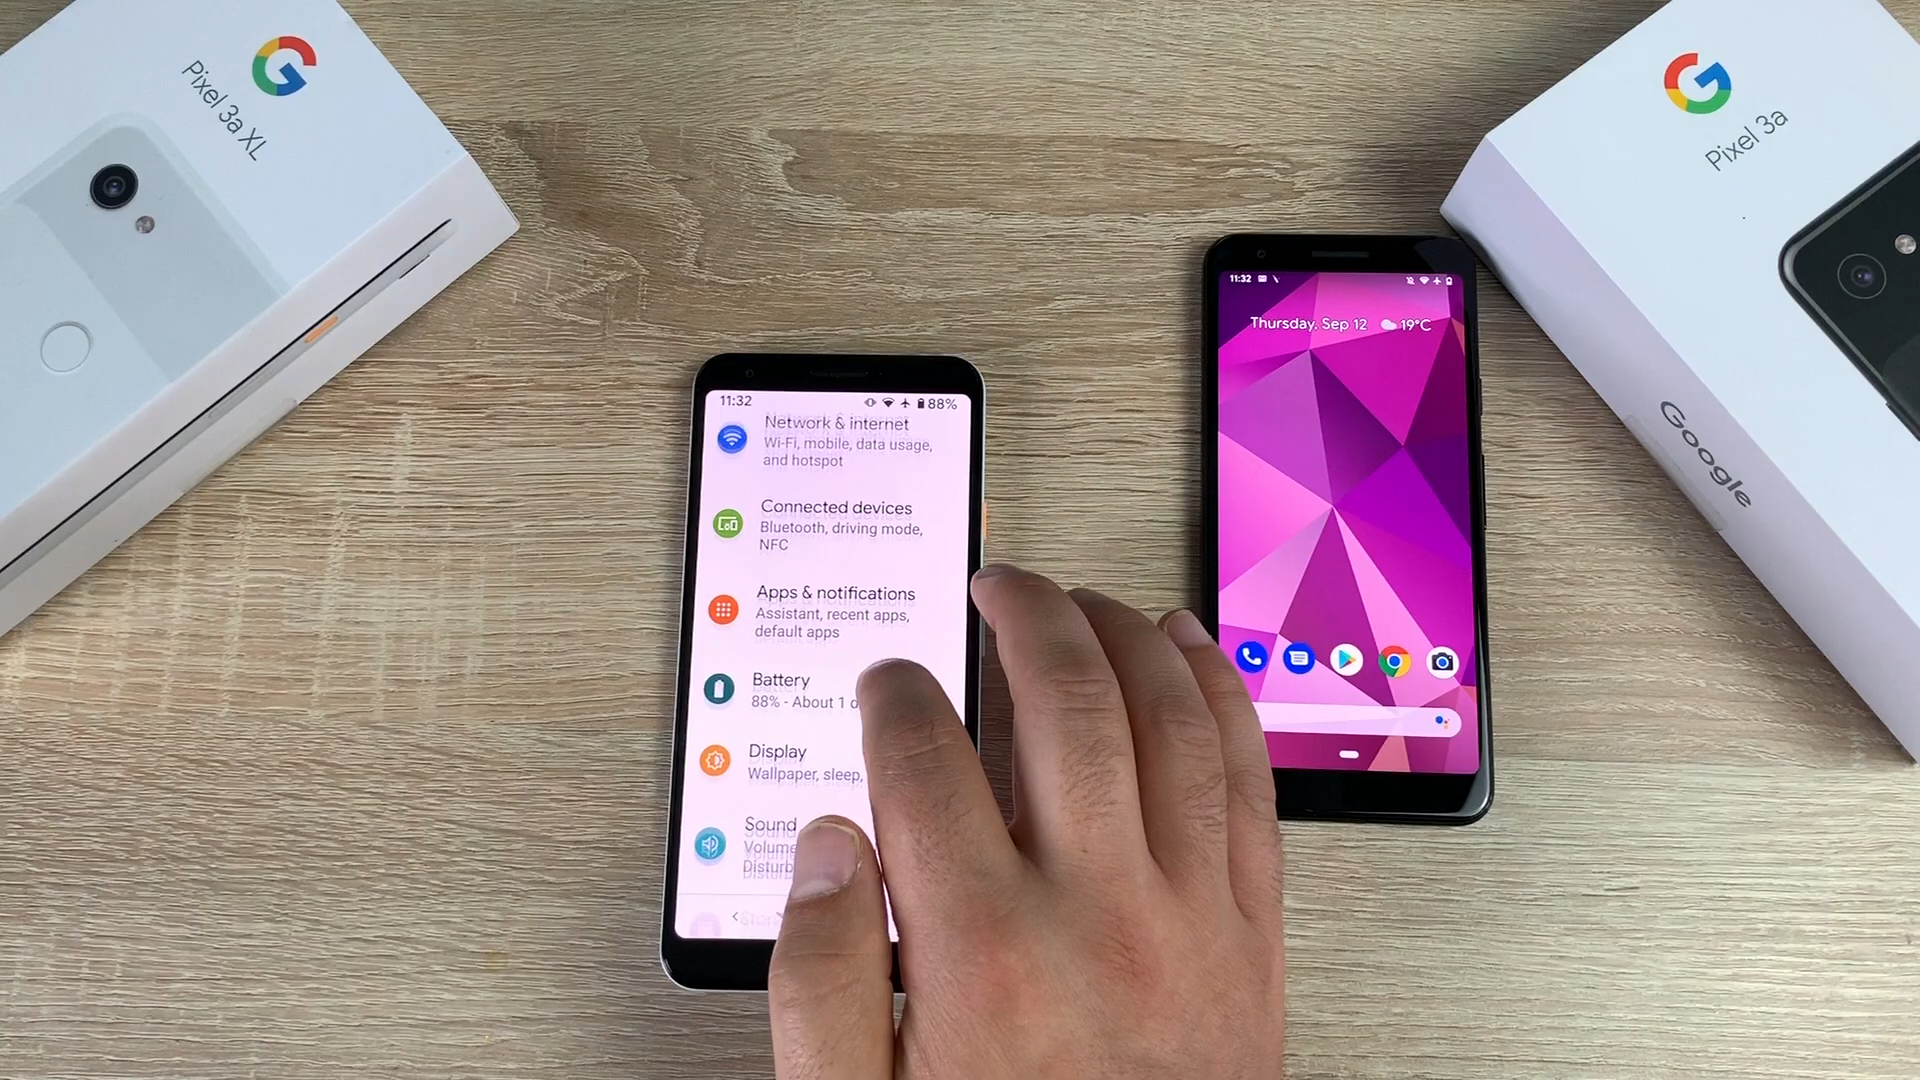 G
Pixel 3a XL
11:32
88%
Network & internet
Wi-Fi, mobile, data usage,
and hotspot
Connected devices
Bluetooth, driving mode,
NFC
Apps & notifications
Assistant, recent apps,
default apps
Battery
88% - About 1 d
Display
Wallpaper, sleep,
Sound
Volume
Disturb
11:32
Thursday, Sep 12 19°C
G
Pixel 3a
Google